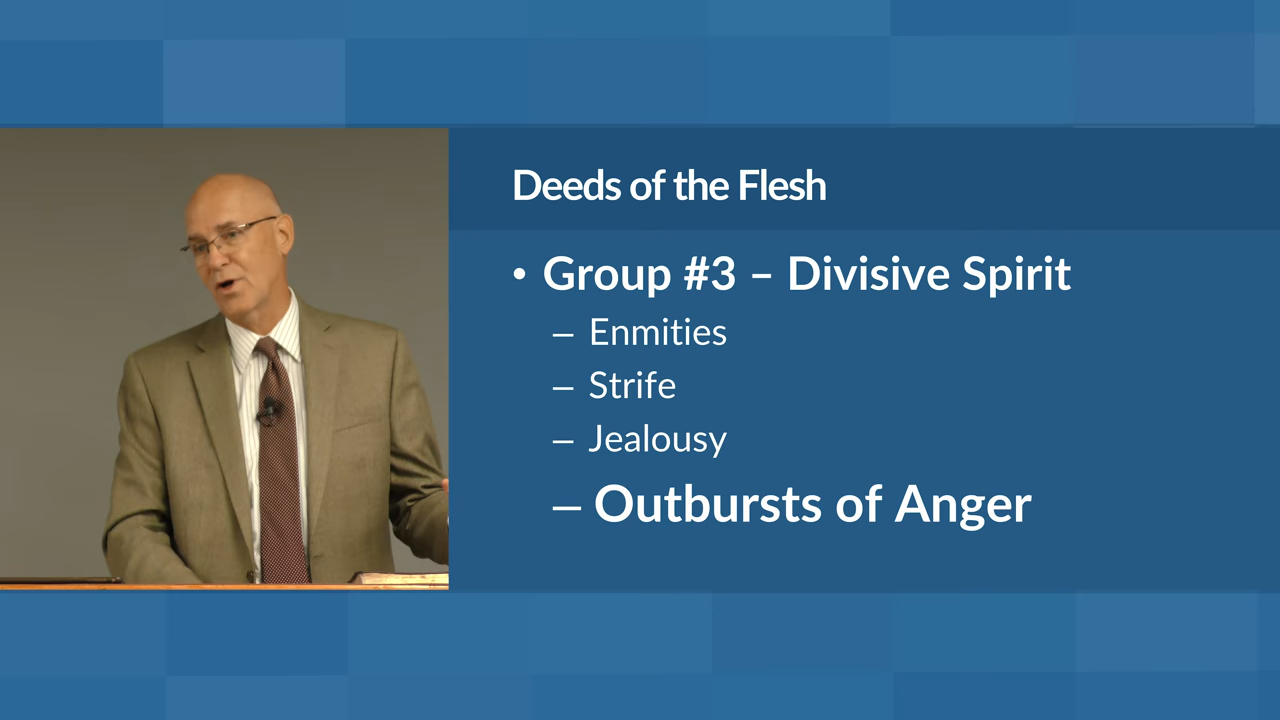 Deeds of the Flesh
• Group #3 – Divisive Spirit
– Enmities
– Strife
– Jealousy
– Outbursts of Anger